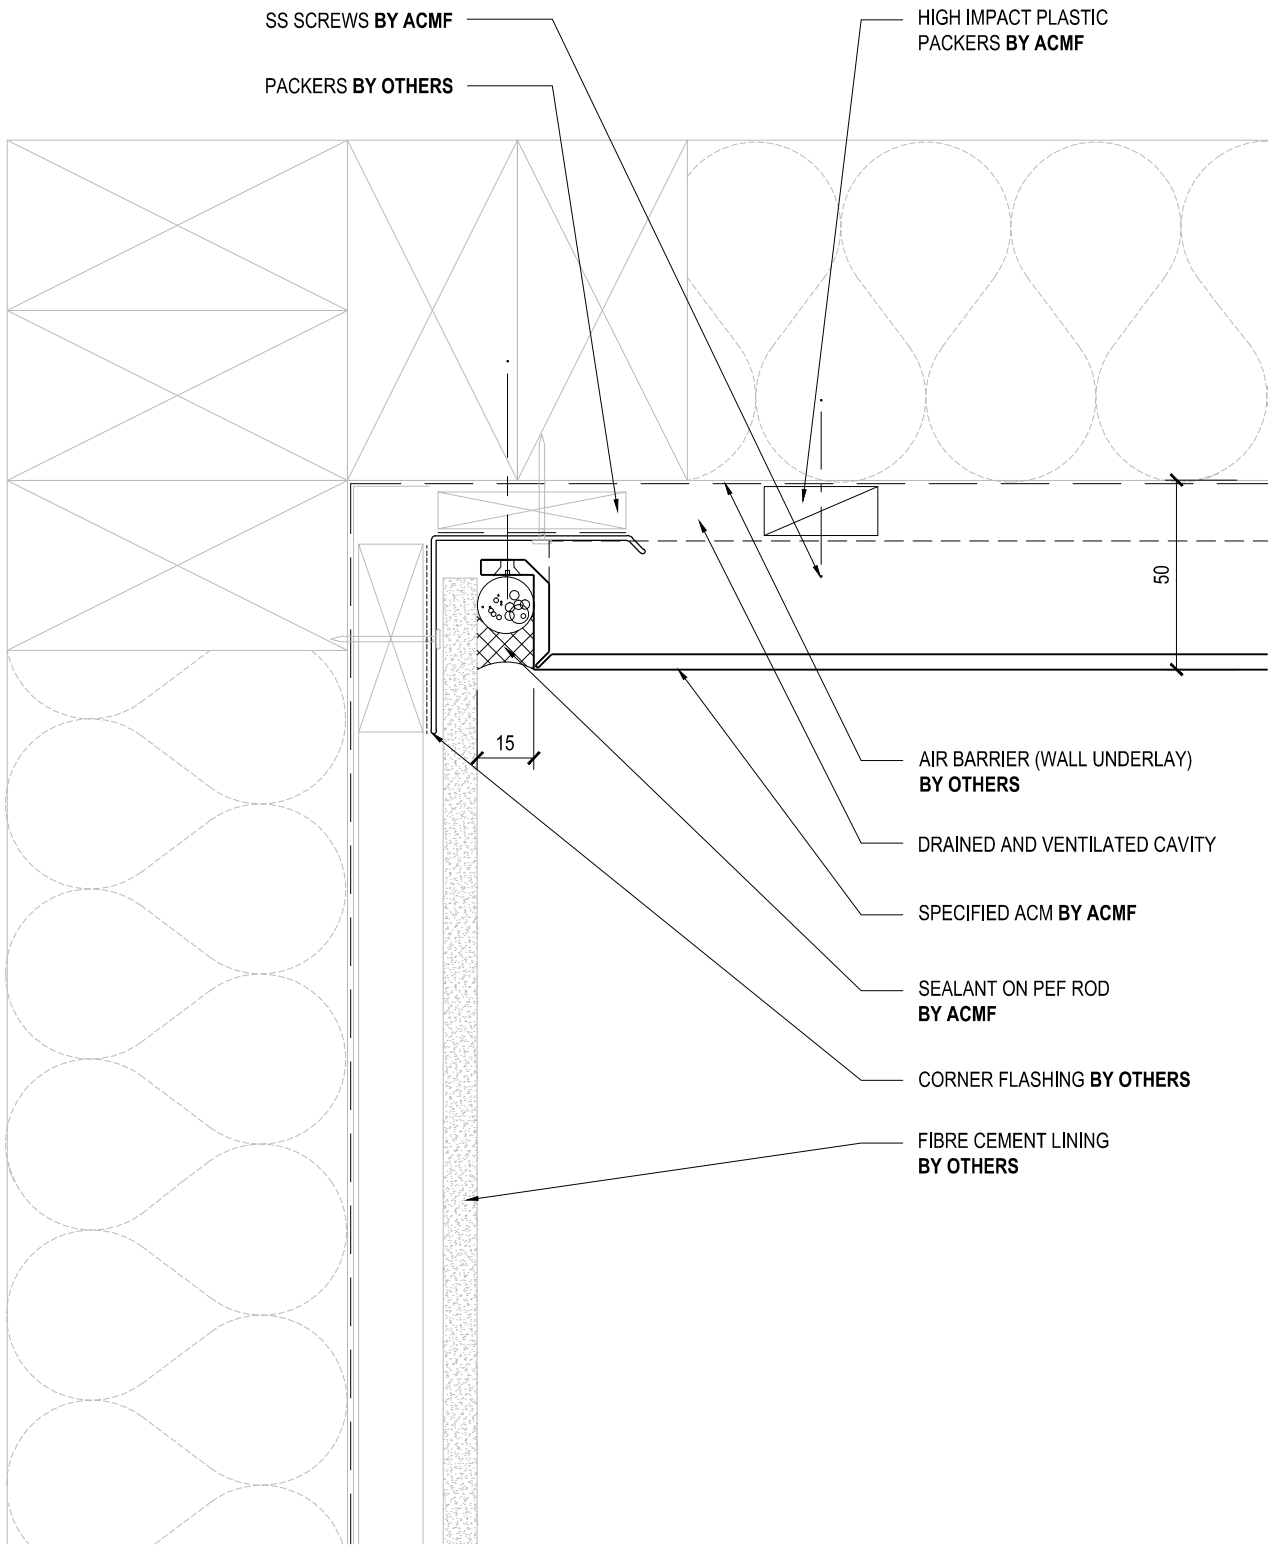 SS SCREWS BY ACMF
PACKERS BY OTHERS
HIGH IMPACT PLASTIC
PACKERS BY ACMF
50
15
AIR BARRIER (WALL UNDERLAY)
BY OTHERS
DRAINED AND VENTILATED CAVITY
SPECIFIED ACM BY ACMF
SEALANT ON PEF ROD
BY ACMF
CORNER FLASHING BY OTHERS
FIBRE CEMENT LINING
BY OTHERS